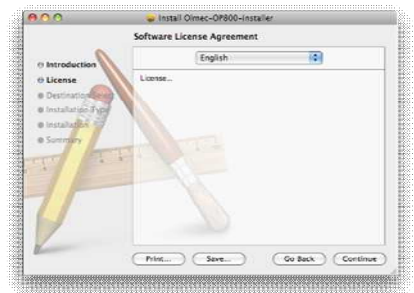 Install Olmec-OP800-installer
Software License Agreement
English
Introduction
License
Destination Select
Installation Type
Installation
Summary
License...
Print...
Save...
Go Back
Continue